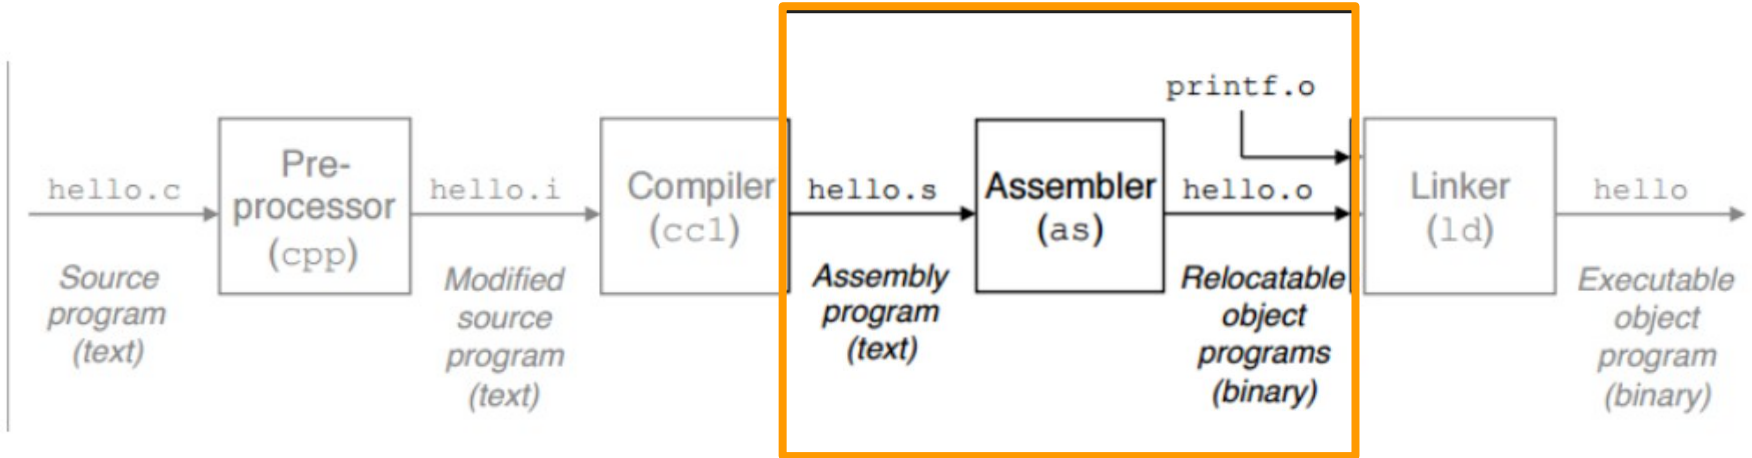 printf.o
hello.c
Pre-
processor
(cpp)
hello.i
Compiler
(cc1)
hello.s
Assembler
(as)
hello.o
Linker
(ld)
hello
Source
program
(text)
Modified
source
program
(text)
Assembly
program
(text)
Relocatable
object
programs
(binary)
Executable
object
program
(binary)